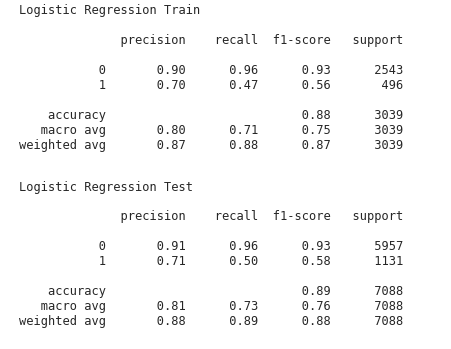 Logistic Regression Train
precision recall f1-score support
0 0.90 0.96 0.93 2543
1 0.70 0.47 0.56 496
accuracy 0.88 3039
macro avg 0.80 0.71 0.75 3039
weighted avg 0.87 0.88 0.87 3039
Logistic Regression Test
precision recall f1-score support
0 0.91 0.96 0.93 5957
1 0.71 0.50 0.58 1131
accuracy 0.89 7088
macro avg 0.81 0.73 0.76 7088
weighted avg 0.88 0.89 0.88 7088